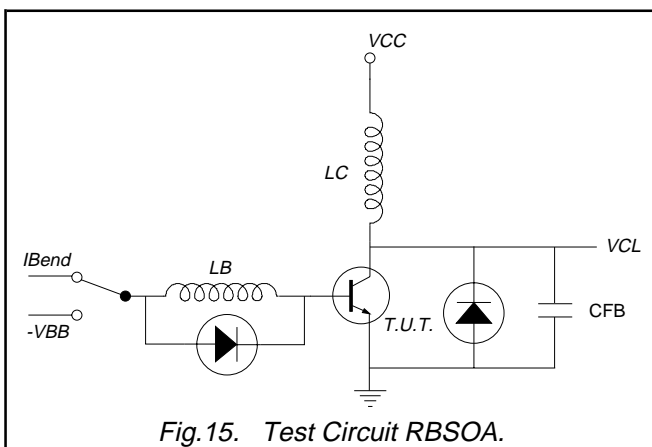 VCC
LC
VCL
IBend
LB
-VBB
T.U.T.
CFB
Fig.15. Test Circuit RBSOA.